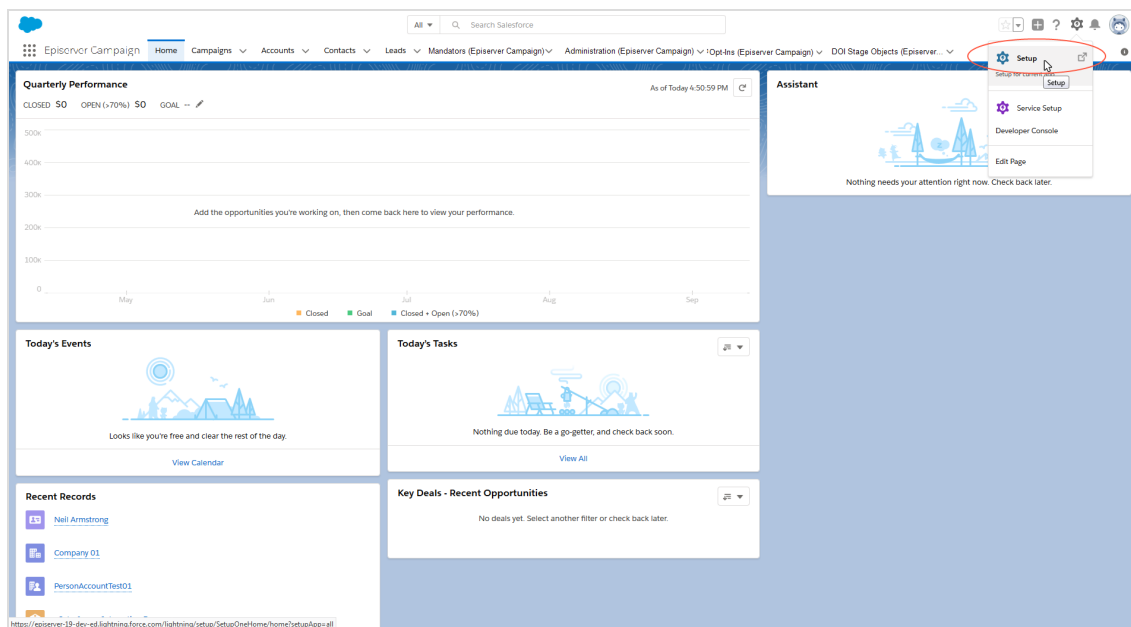 All
Search Salesforce
Episerver Campaign Home Campaigns Accounts Contacts Leads Mandators (Episerver Campaign) Administration (Episerver Campaign) Opt-Ins (Episerver Campaign) DOI Stage Objects (Episerver...
Setup
Setup for current app
Setup
Service Setup
Developer Console
Edit Page
Quarterly Performance
As of Today 4:50:59 PM
CLOSED $0 OPEN (>70%) $0 GOAL --
500K
400K
300K
Add the opportunities you're working on, then come back here to view your performance.
200K
100K
0
May Jun Jul Aug Sep
Closed Goal Closed + Open (>70%)
Assistant
Nothing needs your attention right now. Check back later.
Today's Events
Looks like you're free and clear the rest of the day.
View Calendar
Today's Tasks
Nothing due today. Be a go-getter, and check back soon.
View All
Recent Records
Neil Armstrong
Company 01
PersonAccountTest01
Key Deals - Recent Opportunities
No deals yet. Select another filter or check back later.
https://episerver-19-dev-ed.lightning.force.com/lightning/setup/SetupOneHome/home?setupApp=all